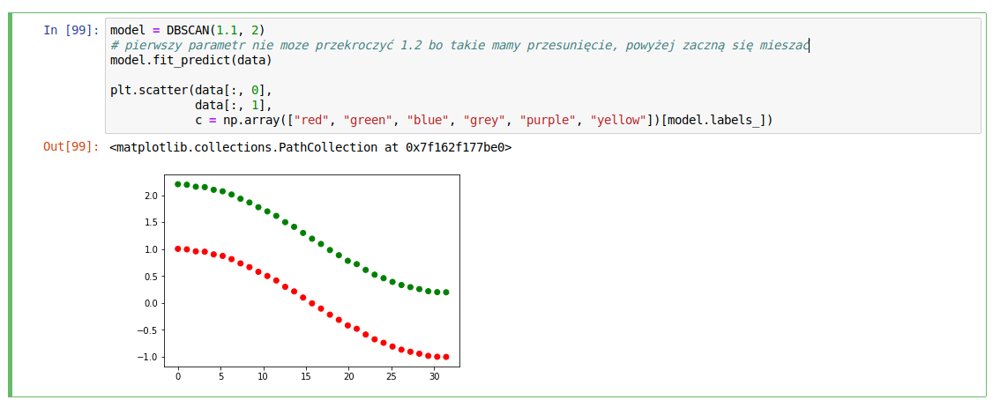 In [99]: model = DBSCAN(1.1, 2)
# pierwszy parametr nie moze przekroczyć 1.2 bo takie mamy przesunięcie, powyżej zaczną się mieszać
model.fit_predict(data)
plt.scatter(data[:, 0],
data[:, 1],
c = np.array(["red", "green", "blue", "grey", "purple", "yellow"])[model.labels_])
Out[99]: <matplotlib.collections.PathCollection at 0x7f162f177be0>
2.0
1.5
1.0
0.5
0.0
−0.5
−1.0
0 5 10 15 20 25 30